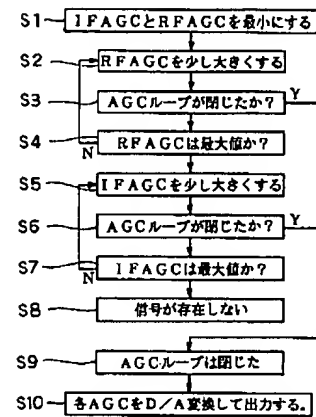 S1 IFAGCとRFAGCを最小にする
S2 RFAGCを少し大きくする
S3 AGCループが閉じたか? Y
S4 RFAGCは最大値か?
N
S5 IFAGCを少し大きくする
S6 AGCループが閉じたか? Y
S7 IFAGCは最大値か?
N
S8 信号が存在しない
S9 AGCループは閉じた
S10 各AGCをD/A変換して出力する。